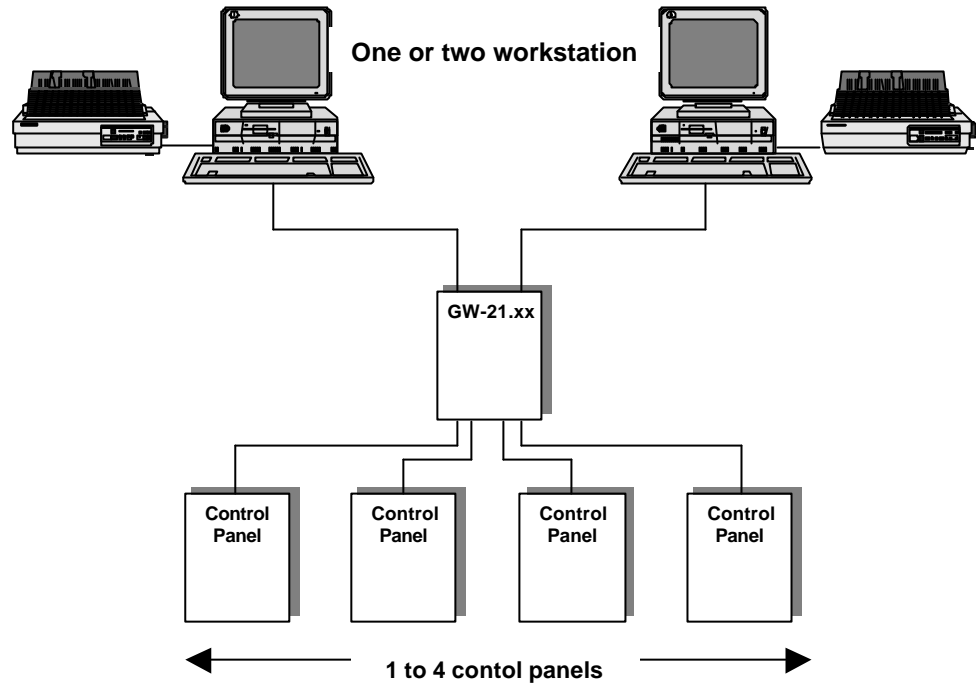 One or two workstation
GW-21.xx
Control
Panel
Control
Panel
Control
Panel
Control
Panel
1 to 4 contol panels